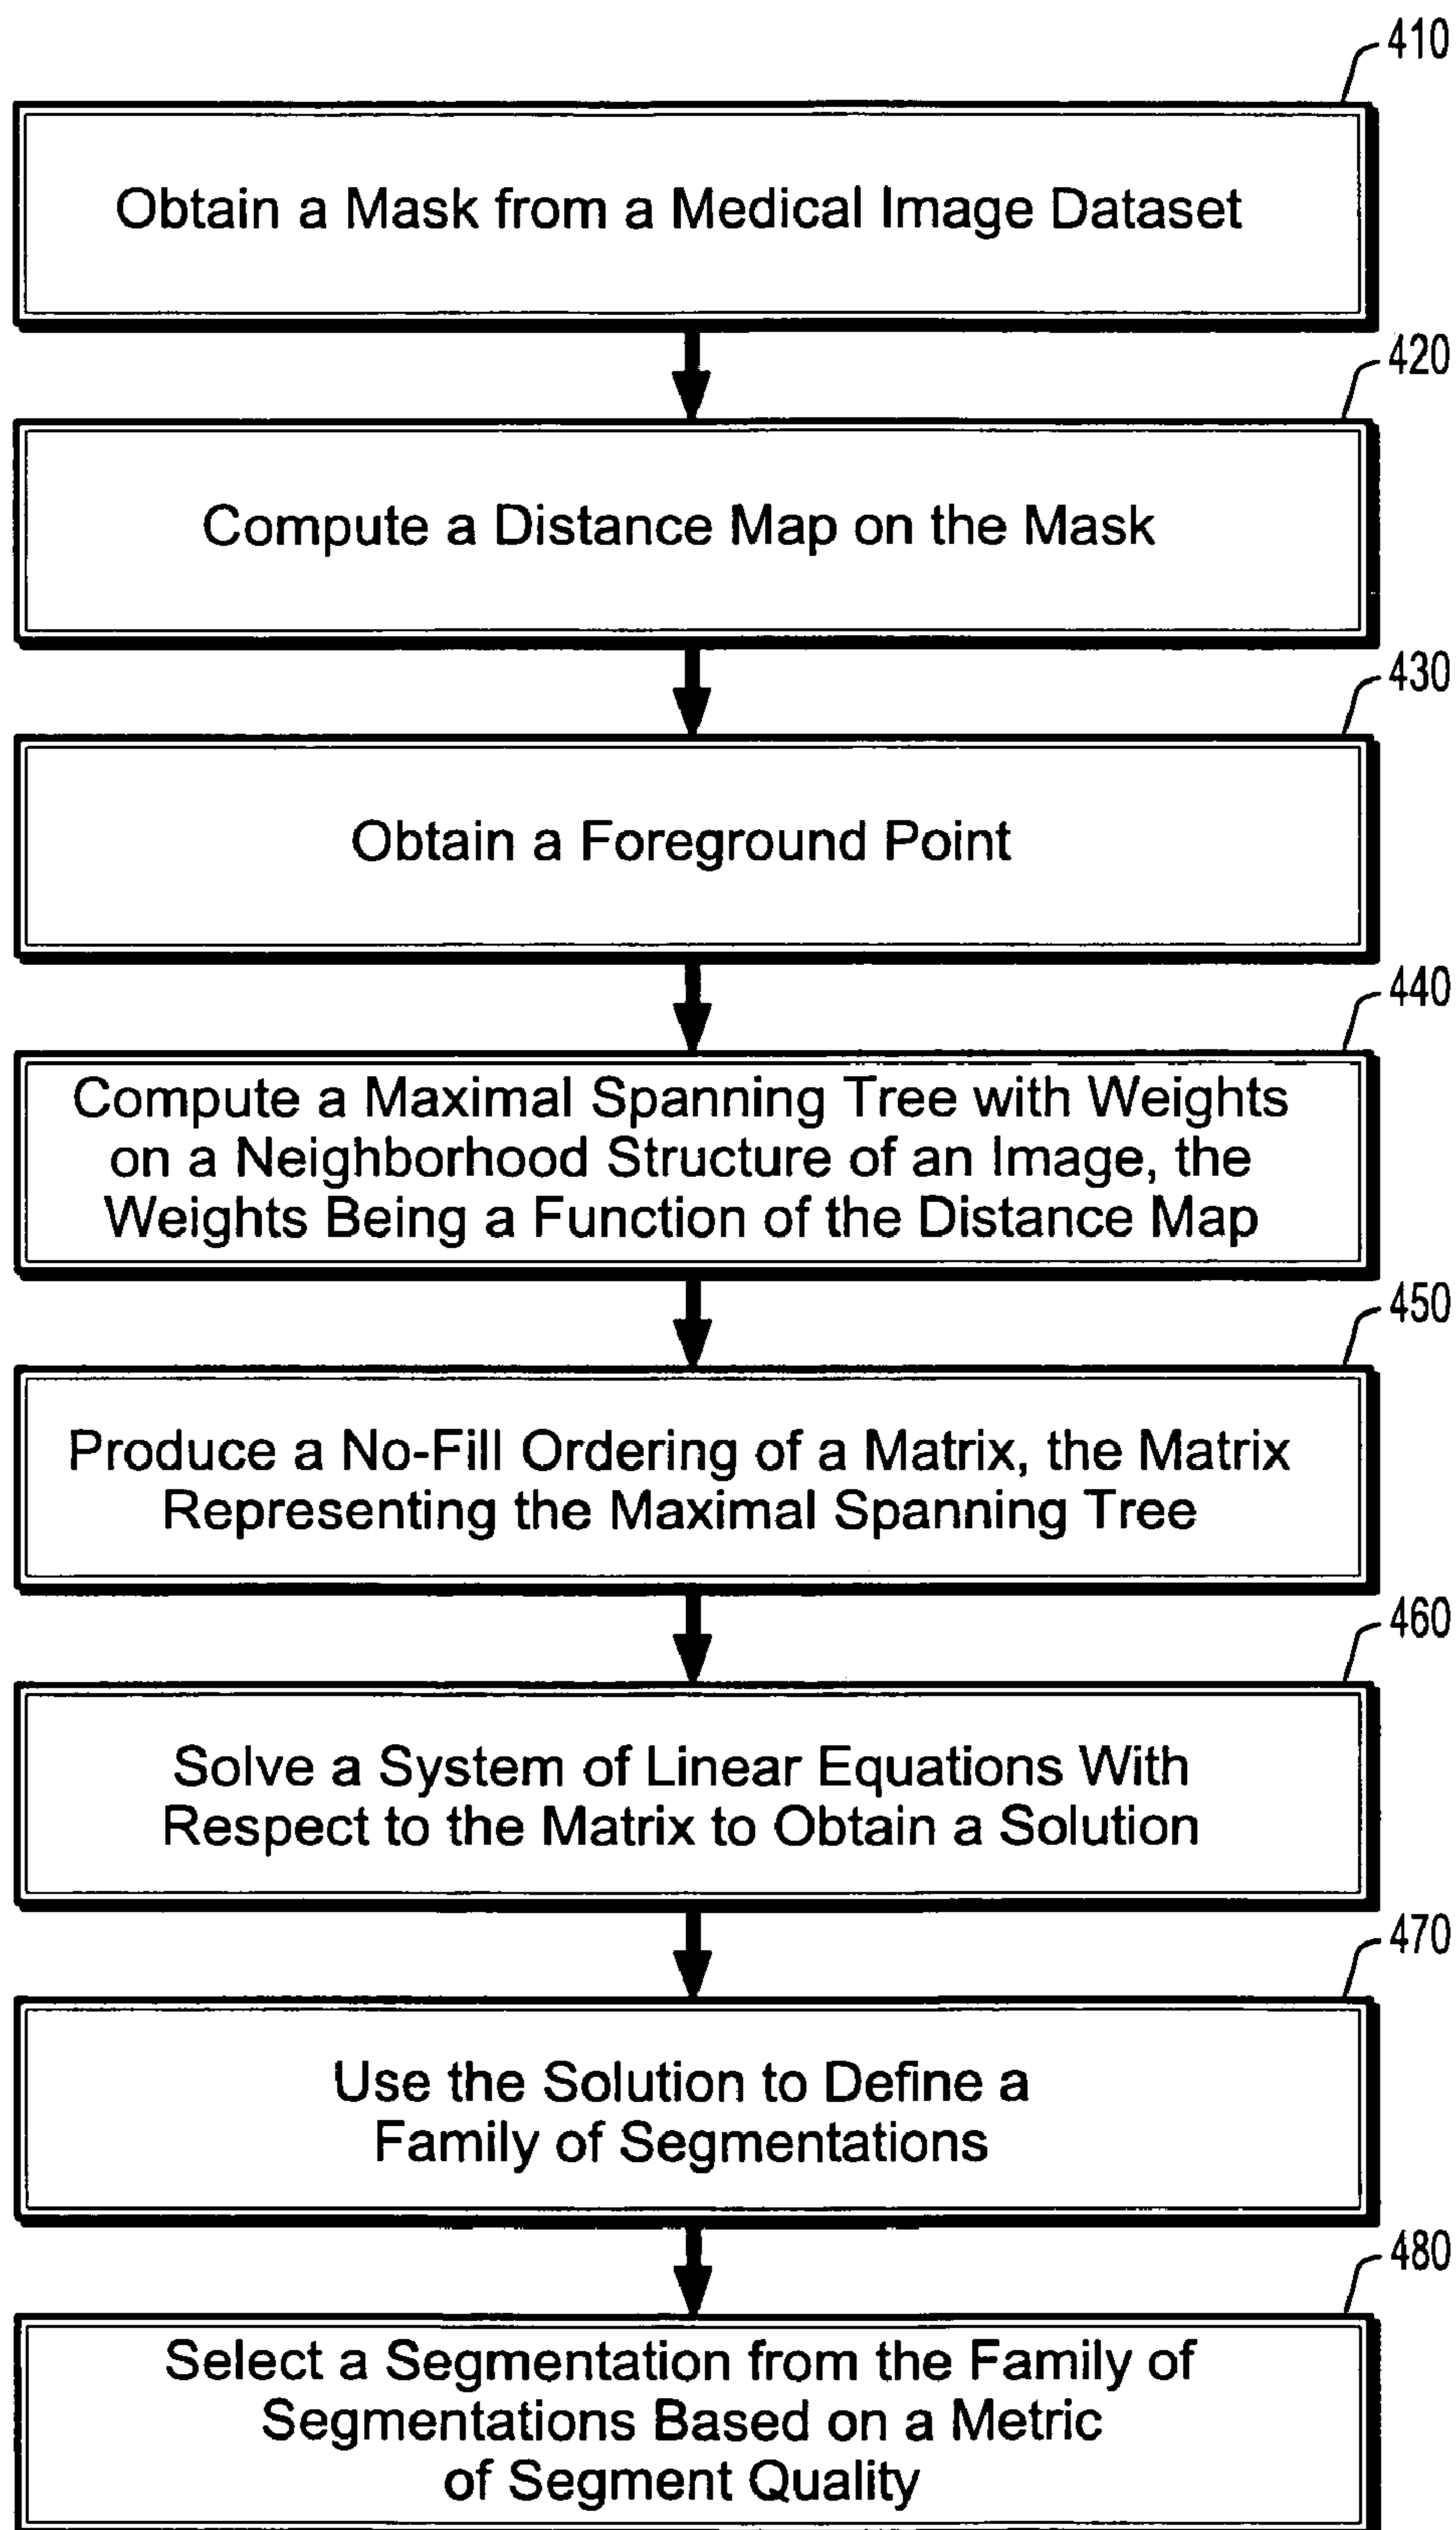 410
Obtain a Mask from a Medical Image Dataset
420
Compute a Distance Map on the Mask
430
Obtain a Foreground Point
440
Compute a Maximal Spanning Tree with Weights
on a Neighborhood Structure of an Image, the
Weights Being a Function of the Distance Map
450
Produce a No-Fill Ordering of a Matrix, the Matrix
Representing the Maximal Spanning Tree
460
Solve a System of Linear Equations With
Respect to the Matrix to Obtain a Solution
470
Use the Solution to Define a
Family of Segmentations
480
Select a Segmentation from the Family of
Segmentations Based on a Metric
of Segment Quality